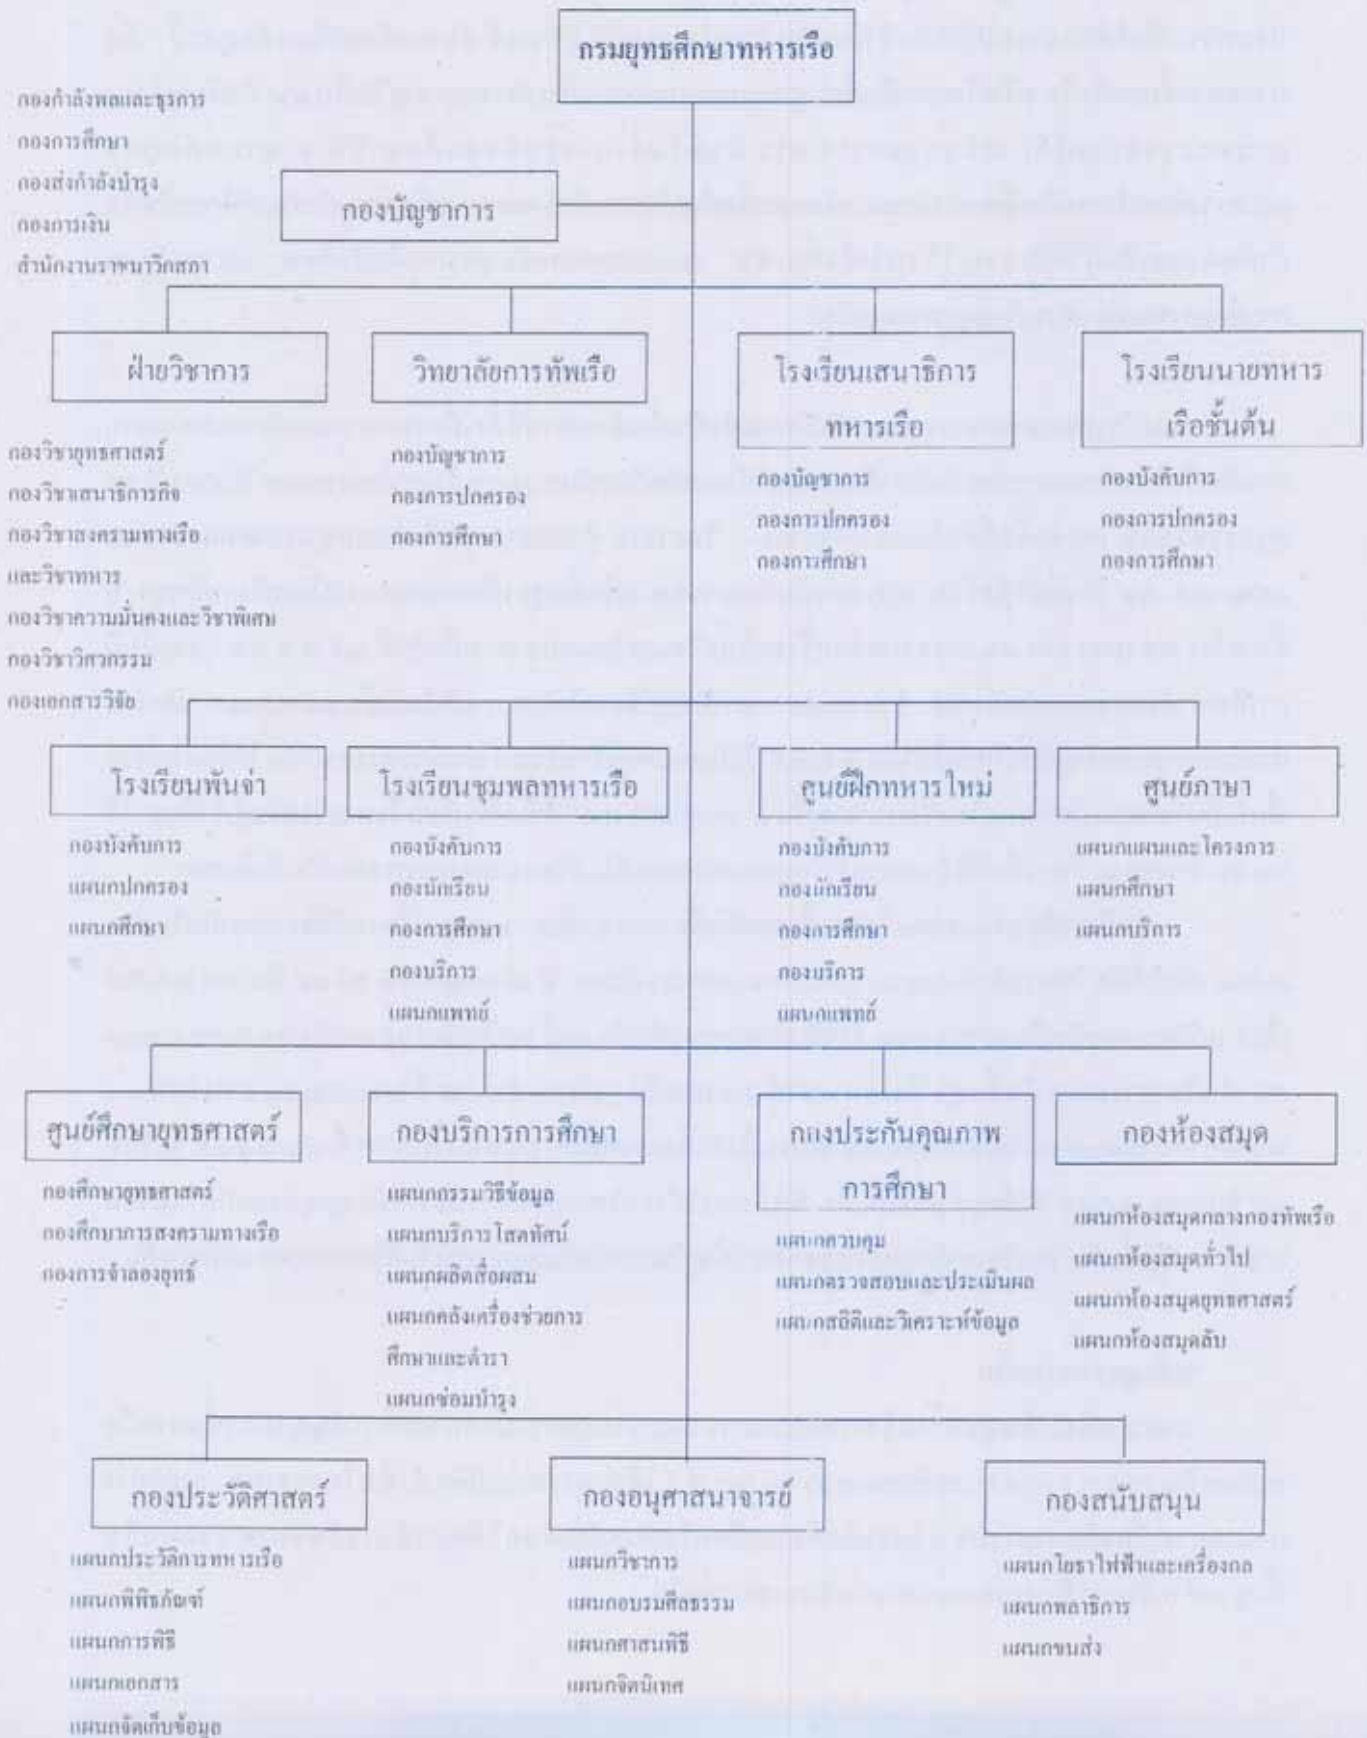 กรมยุทธศึกษาทหารเรือ
กองกำลังพลและธุรการ
กองการศึกษา
กองส่งกำลังบำรุง
กองการเงิน
สำนักงานราชนาวิกสภา
กองบัญชาการ
ฝ่ายวิชาการ
กองวิชายุทธศาสตร์
กองวิชาเสนาธิการกิจ
กองวิชาสงครามทางเรือ
และวิชาทหาร
กองวิชาความมั่นคงและวิชาพิเศษ
กองวิชาวิศวกรรม
กองเอกสารวิจัย
วิทยาลัยการทัพเรือ
กองบัญชาการ
กองการปกครอง
กองการศึกษา
โรงเรียนเสนาธิการ
ทหารเรือ
กองบัญชาการ
กองการปกครอง
กองการศึกษา
โรงเรียนนายทหาร
เรือชั้นต้น
กองบังคับการ
กองการปกครอง
กองการศึกษา
โรงเรียนพันจ่า
กองบังคับการ
แผนกปกครอง
แผนกศึกษา
โรงเรียนชุมพลทหารเรือ
กองบังคับการ
กองนักเรียน
กองการศึกษา
กองบริการ
แผนกแพทย์
ศูนย์ฝึกทหารใหม่
กองบังคับการ
กองนักเรียน
กองการศึกษา
กองบริการ
แผนกแพทย์
ศูนย์ภาษา
แผนกแผนและโครงการ
แผนกศึกษา
แผนกบริการ
ศูนย์ศึกษายุทธศาสตร์
กองศึกษายุทธศาสตร์
กองศึกษาการสงครามทางเรือ
กองการจำลองยุทธ์
กองบริการการศึกษา
แผนกกรรมวิธีข้อมูล
แผนกบริการโสตทัศน์
แผนกผลิตสื่อผสม
แผนกคลังเครื่องช่วยการ
ศึกษาและตำรา
แผนกซ่อมบำรุง
กองประกันคุณภาพ
การศึกษา
แผนกควบคุม
แผนกตรวจสอบและประเมินผล
แผนกสถิติและวิเคราะห์ข้อมูล
กองห้องสมุด
แผนกห้องสมุดกลางกองทัพเรือ
แผนกห้องสมุดทั่วไป
แผนกห้องสมุดยุทธศาสตร์
แผนกห้องสมุดลับ
กองประวัติศาสตร์
แผนกประวัติการทหารเรือ
แผนกพิพิธภัณฑ์
แผนกการพิธี
แผนกเอกสาร
แผนกจัดเก็บข้อมูล
กองอนุศาสนาจารย์
แผนกวิชาการ
แผนกอบรมศีลธรรม
แผนกศาสนพิธี
แผนกจิตนิเทศ
กองสนับสนุน
แผนกโยธาไฟฟ้าและเครื่องกล
แผนกพลาธิการ
แผนกขนส่ง